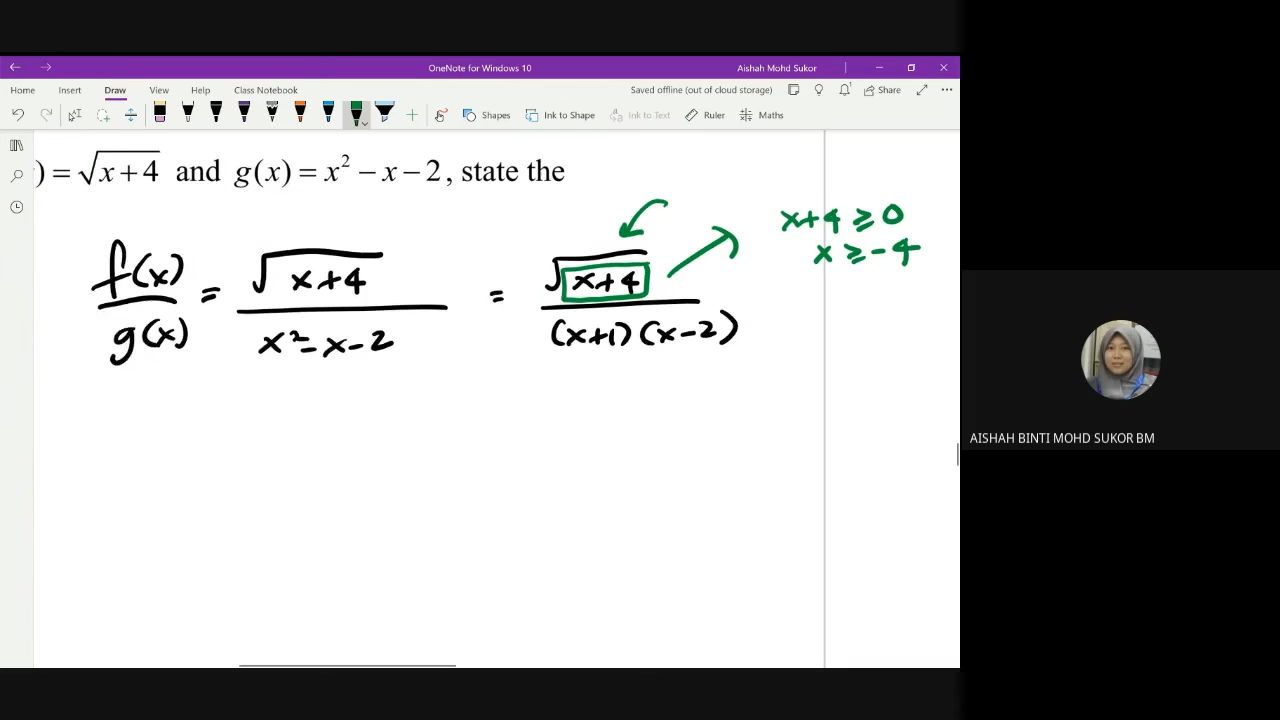 OneNote for Windows 10
Aishah Mohd Sukor
Home Insert Draw View Help Class Notebook
Saved offline (out of cloud storage)
Share
Shapes Ink to Shape Ink to Text Ruler Maths
) = √(x + 4) and g(x) = x² − x − 2, state the
x+4 ≥ 0
x ≥ -4
f(x)/g(x) = √(x+4) / (x²-x-2) = √(x+4) / ((x+1)(x-2))
AISHAH BINTI MOHD SUKOR BM